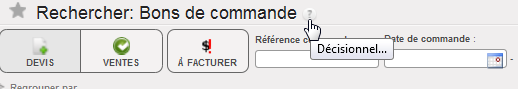 Rechercher: Bons de commande ?
Référence c
Date de commande :
Décisionnel...
DEVIS
VENTES
À FACTURER
-
Regrouper par